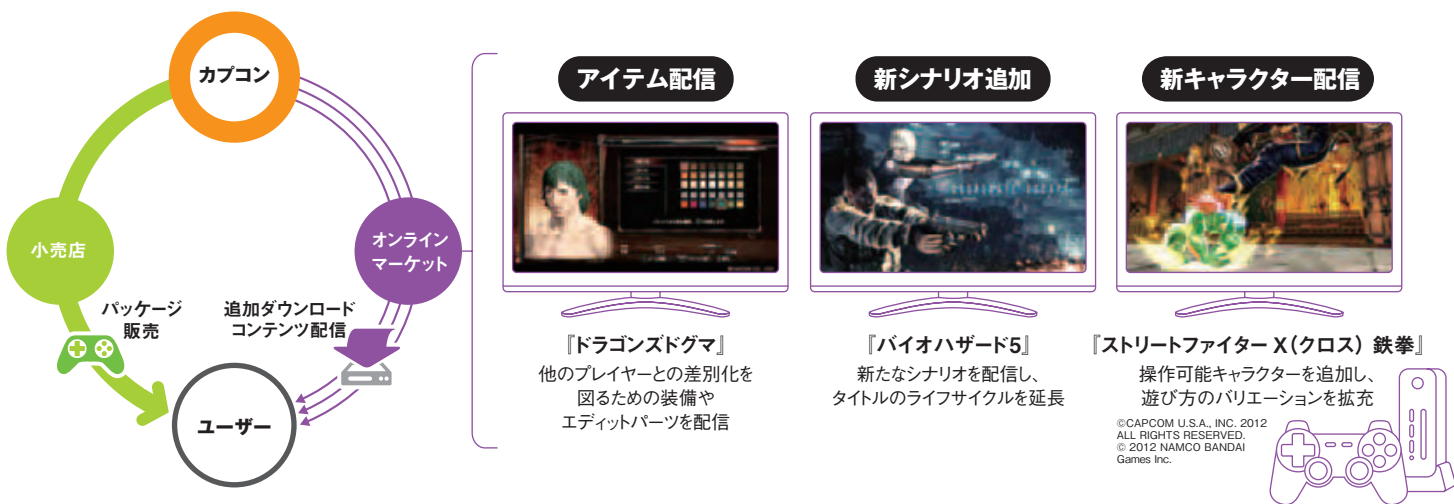 カプコン
小売店
オンライン
マーケット
パッケージ
販売
追加ダウンロード
コンテンツ配信
ユーザー
アイテム配信
『ドラゴンズドグマ』
他のプレイヤーとの差別化を
図るための装備や
エディットパーツを配信
新シナリオ追加
『バイオハザード5』
新たなシナリオを配信し、
タイトルのライフサイクルを延長
新キャラクター配信
『ストリートファイター X(クロス) 鉄拳』
操作可能キャラクターを追加し、
遊び方のバリエーションを拡充
©CAPCOM U.S.A., INC. 2012
ALL RIGHTS RESERVED.
© 2012 NAMCO BANDAI
Games Inc.